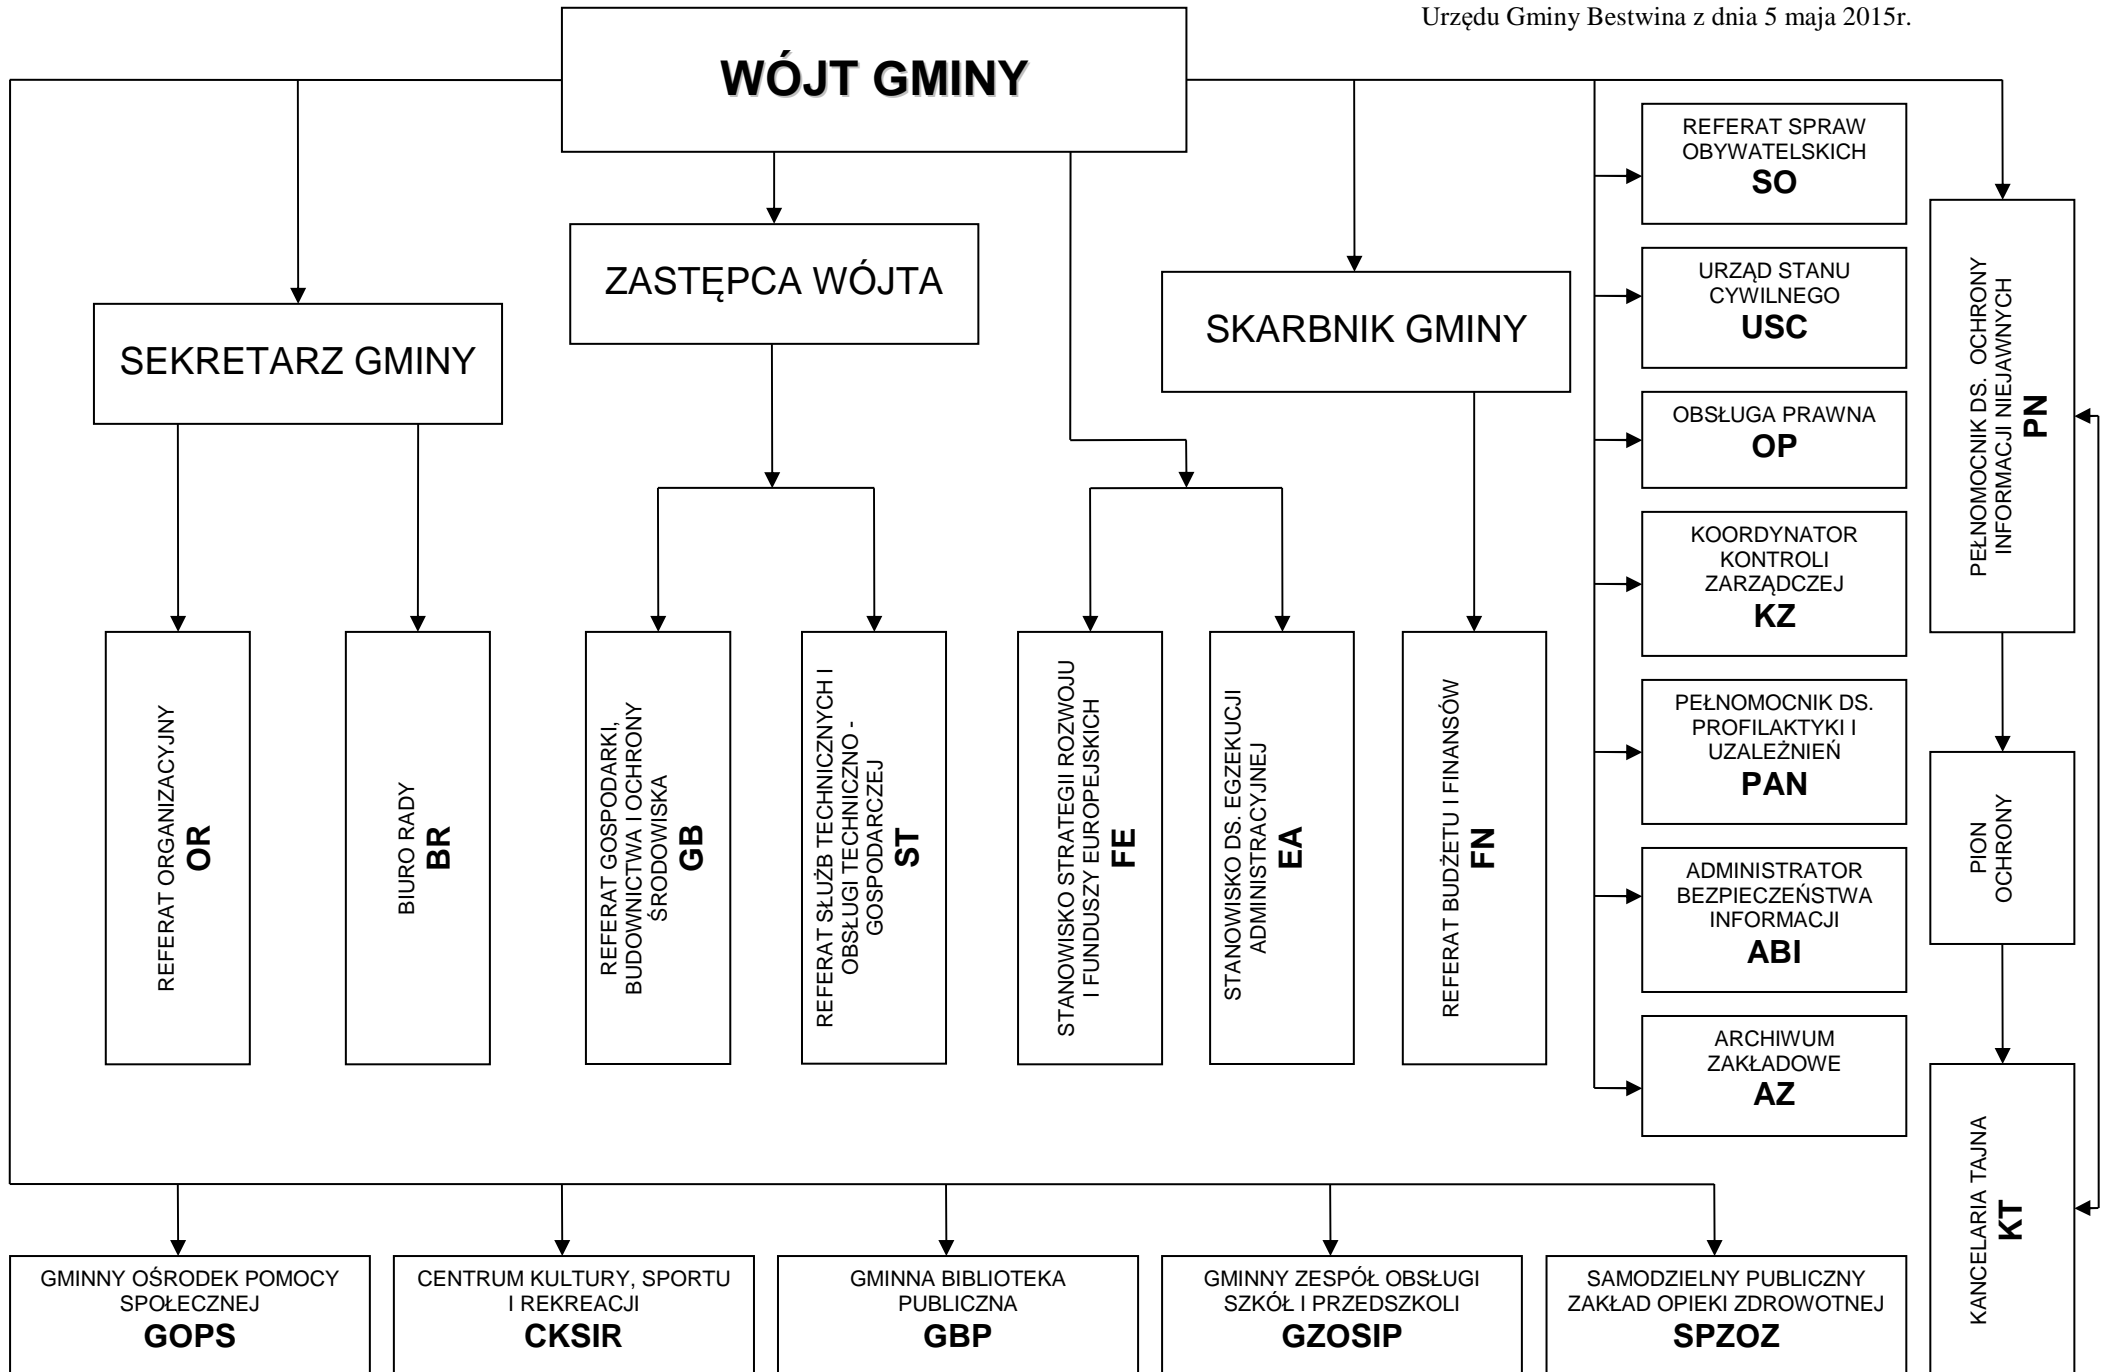 Urzędu Gminy Bestwina z dnia 5 maja 2015r.
WÓJT GMINY
SEKRETARZ GMINY
ZASTĘPCA WÓJTA
SKARBNIK GMINY
REFERAT ORGANIZACYJNY
OR
BIURO RADY
BR
REFERAT GOSPODARKI,
BUDOWNICTWA I OCHRONY
ŚRODOWISKA
GB
REFERAT SŁUŻB TECHNICZNYCH I
OBSŁUGI TECHNICZNO -
GOSPODARCZEJ
ST
STANOWISKO STRATEGII ROZWOJU
I FUNDUSZY EUROPEJSKICH
FE
STANOWISKO DS. EGZEKUCJI
ADMINISTRACYJNEJ
EA
REFERAT BUDŻETU I FINANSÓW
FN
REFERAT SPRAW
OBYWATELSKICH
SO
URZĄD STANU
CYWILNEGO
USC
OBSŁUGA PRAWNA
OP
KOORDYNATOR
KONTROLI
ZARZĄDCZEJ
KZ
PEŁNOMOCNIK DS.
PROFILAKTYKI I
UZALEŻNIEŃ
PAN
ADMINISTRATOR
BEZPIECZEŃSTWA
INFORMACJI
ABI
ARCHIWUM
ZAKŁADOWE
AZ
PEŁNOMOCNIK DS. OCHRONY
INFORMACJI NIEJAWNYCH
PN
PION
OCHRONY
KANCELARIA TAJNA
KT
GMINNY OŚRODEK POMOCY
SPOŁECZNEJ
GOPS
CENTRUM KULTURY, SPORTU
I REKREACJI
CKSIR
GMINNA BIBLIOTEKA
PUBLICZNA
GBP
GMINNY ZESPÓŁ OBSŁUGI
SZKÓŁ I PRZEDSZKOLI
GZOSIP
SAMODZIELNY PUBLICZNY
ZAKŁAD OPIEKI ZDROWOTNEJ
SPZOZ